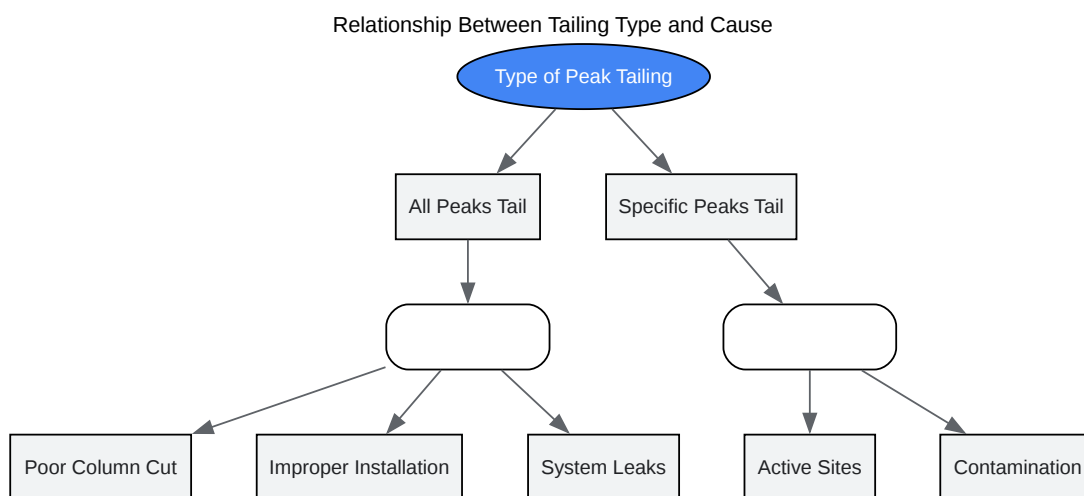 Relationship Between Tailing Type and Cause
Type of Peak Tailing
All Peaks Tail
Specific Peaks Tail
Poor Column Cut
Improper Installation
System Leaks
Active Sites
Contamination